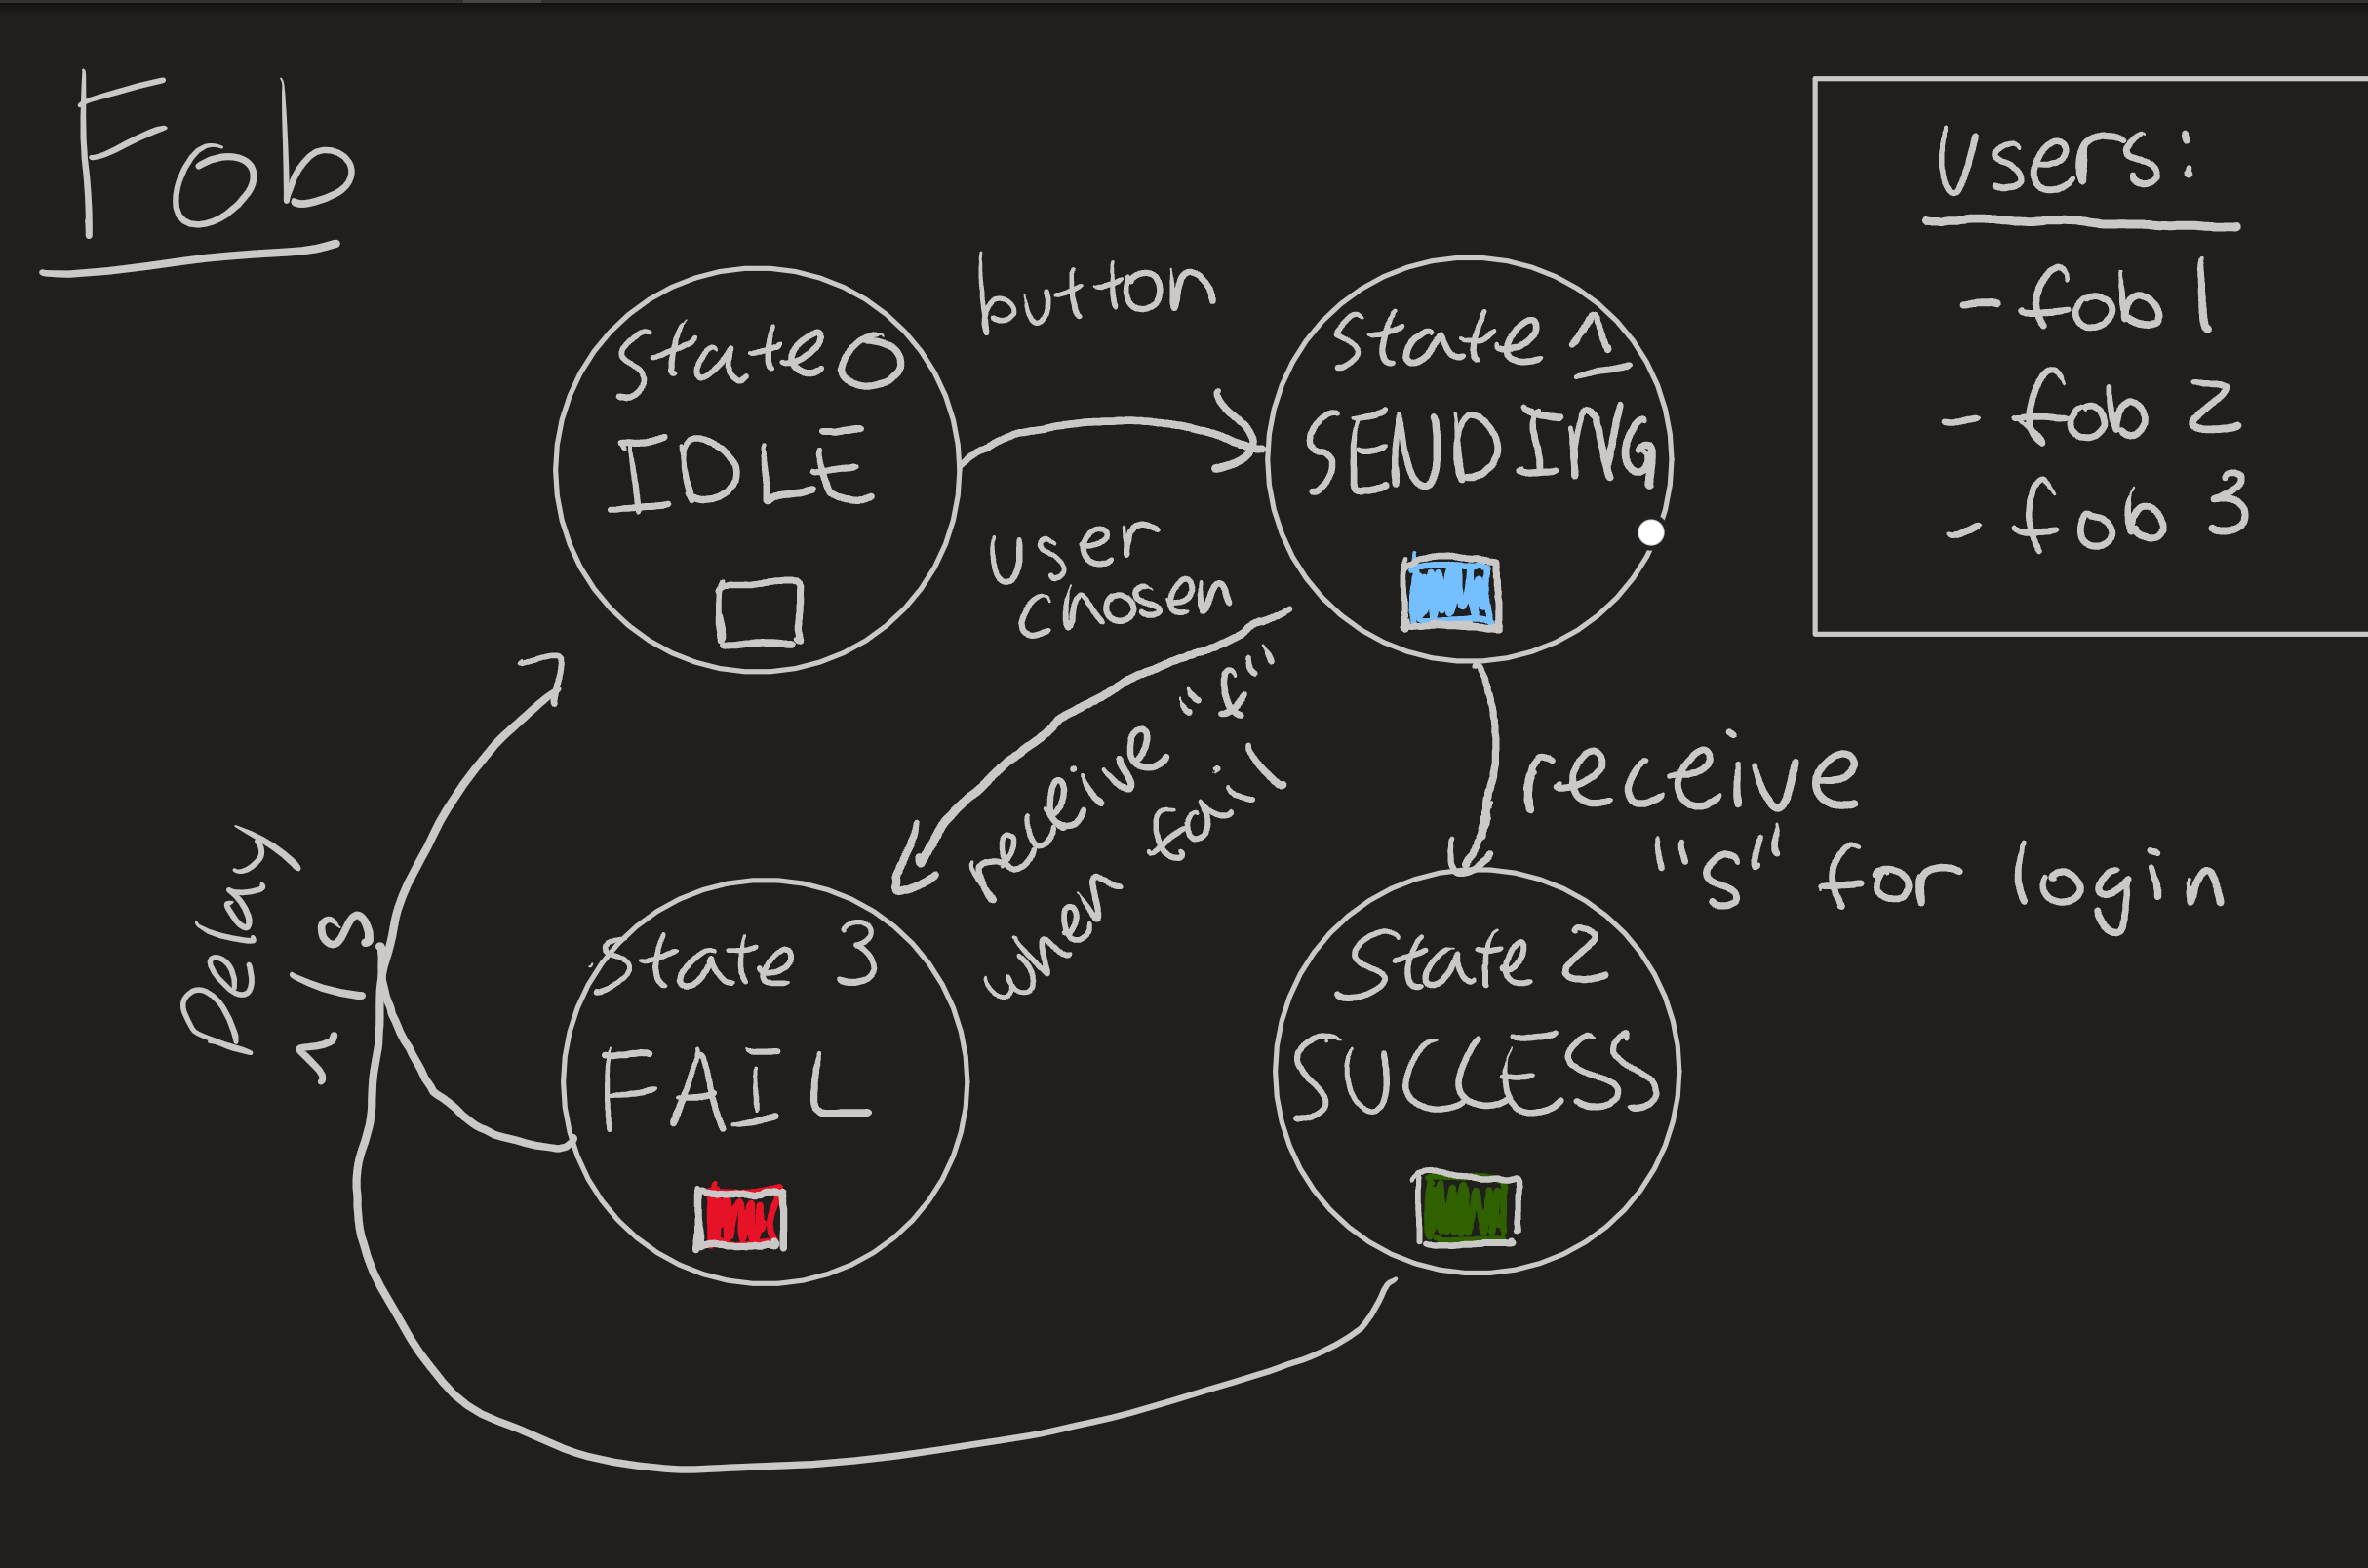 Fob
Users:
- fob 1
- fob 2
- fob 3
State 0
IDLE
button
user
chosen
State 1
SENDING
receive "f"
when fail
receive
"s" for login
Delay
1 s
State 3
FAIL
State 2
SUCCESS